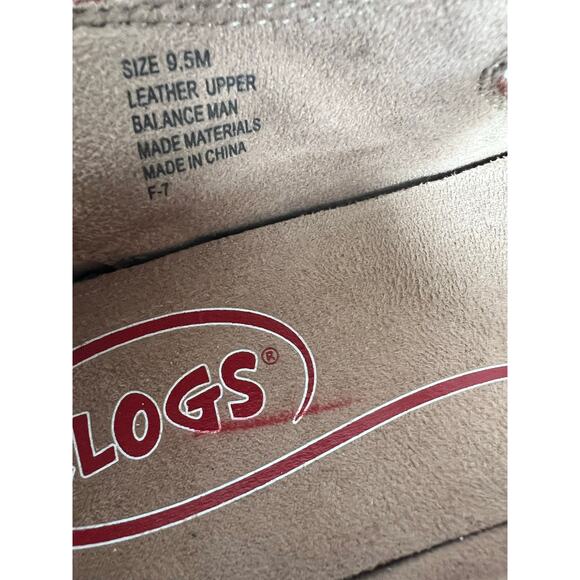 SIZE 9.5M
LEATHER UPPER
BALANCE MAN
MADE MATERIALS
MADE IN CHINA
F-7
LOGS®